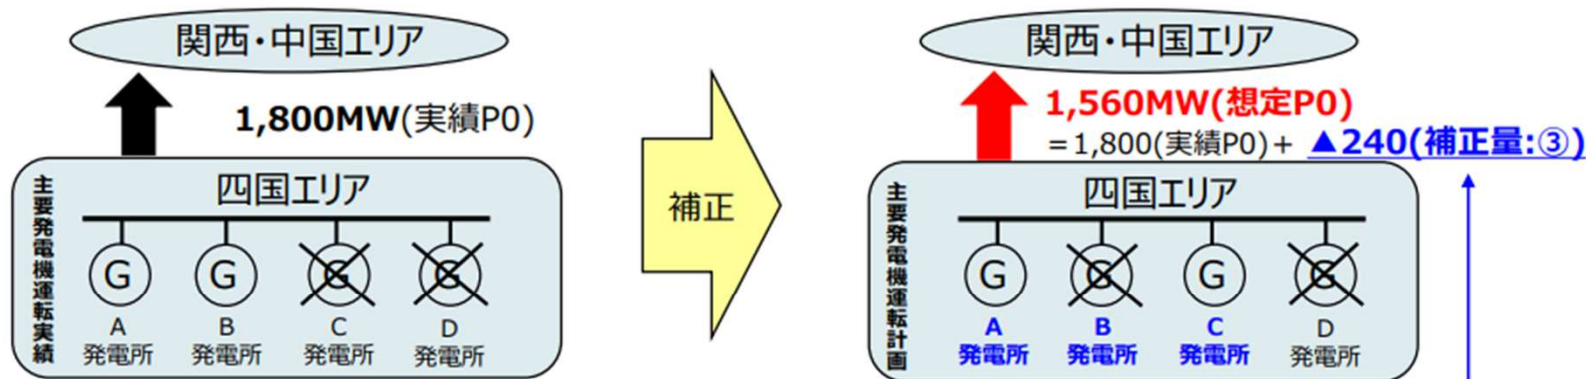 関西・中国エリア
1,800MW(実績P0)
四国エリア
主要発電機運転実績
G
G
G
G
A
発電所
B
発電所
C
発電所
D
発電所
補正
関西・中国エリア
1,560MW(想定P0)
=1,800(実績P0)+ ▲240(補正量:③)
四国エリア
主要発電機運転計画
G
G
G
G
A
発電所
B
発電所
C
発電所
D
発電所